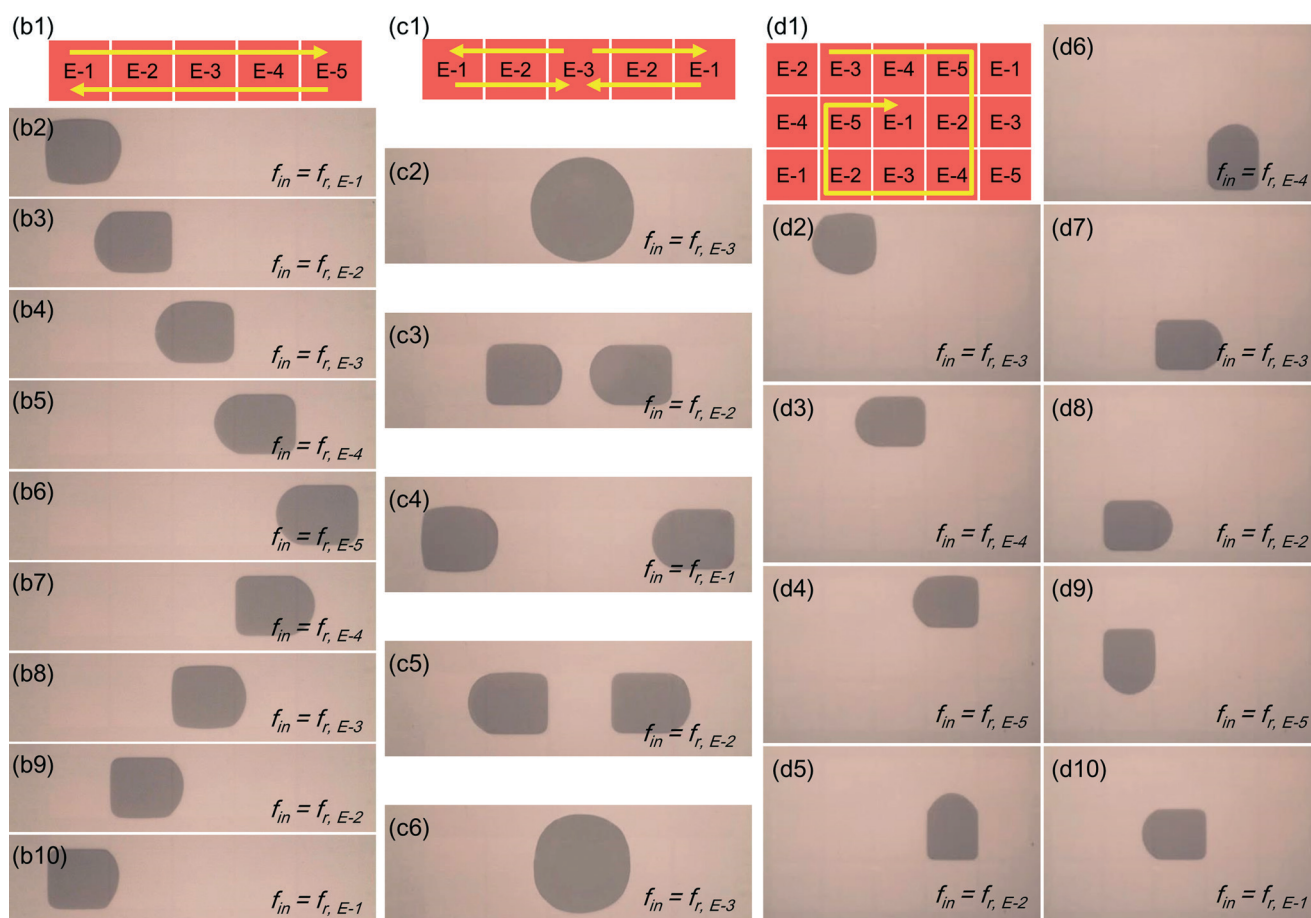 (b1)
E-1 E-2 E-3 E-4 E-5
(b2)
f_in = f_r, E-1
(b3)
f_in = f_r, E-2
(b4)
f_in = f_r, E-3
(b5)
f_in = f_r, E-4
(b6)
f_in = f_r, E-5
(b7)
f_in = f_r, E-4
(b8)
f_in = f_r, E-3
(b9)
f_in = f_r, E-2
(b10)
f_in = f_r, E-1
(c1)
E-1 E-2 E-3 E-2 E-1
(c2)
f_in = f_r, E-3
(c3)
f_in = f_r, E-2
(c4)
f_in = f_r, E-1
(c5)
f_in = f_r, E-2
(c6)
f_in = f_r, E-3
(d1)
E-2 E-3 E-4 E-5 E-1
E-4 E-5 E-1 E-2 E-3
E-1 E-2 E-3 E-4 E-5
(d2)
f_in = f_r, E-3
(d3)
f_in = f_r, E-4
(d4)
f_in = f_r, E-5
(d5)
f_in = f_r, E-2
(d6)
f_in = f_r, E-4
(d7)
f_in = f_r, E-3
(d8)
f_in = f_r, E-2
(d9)
f_in = f_r, E-5
(d10)
f_in = f_r, E-1